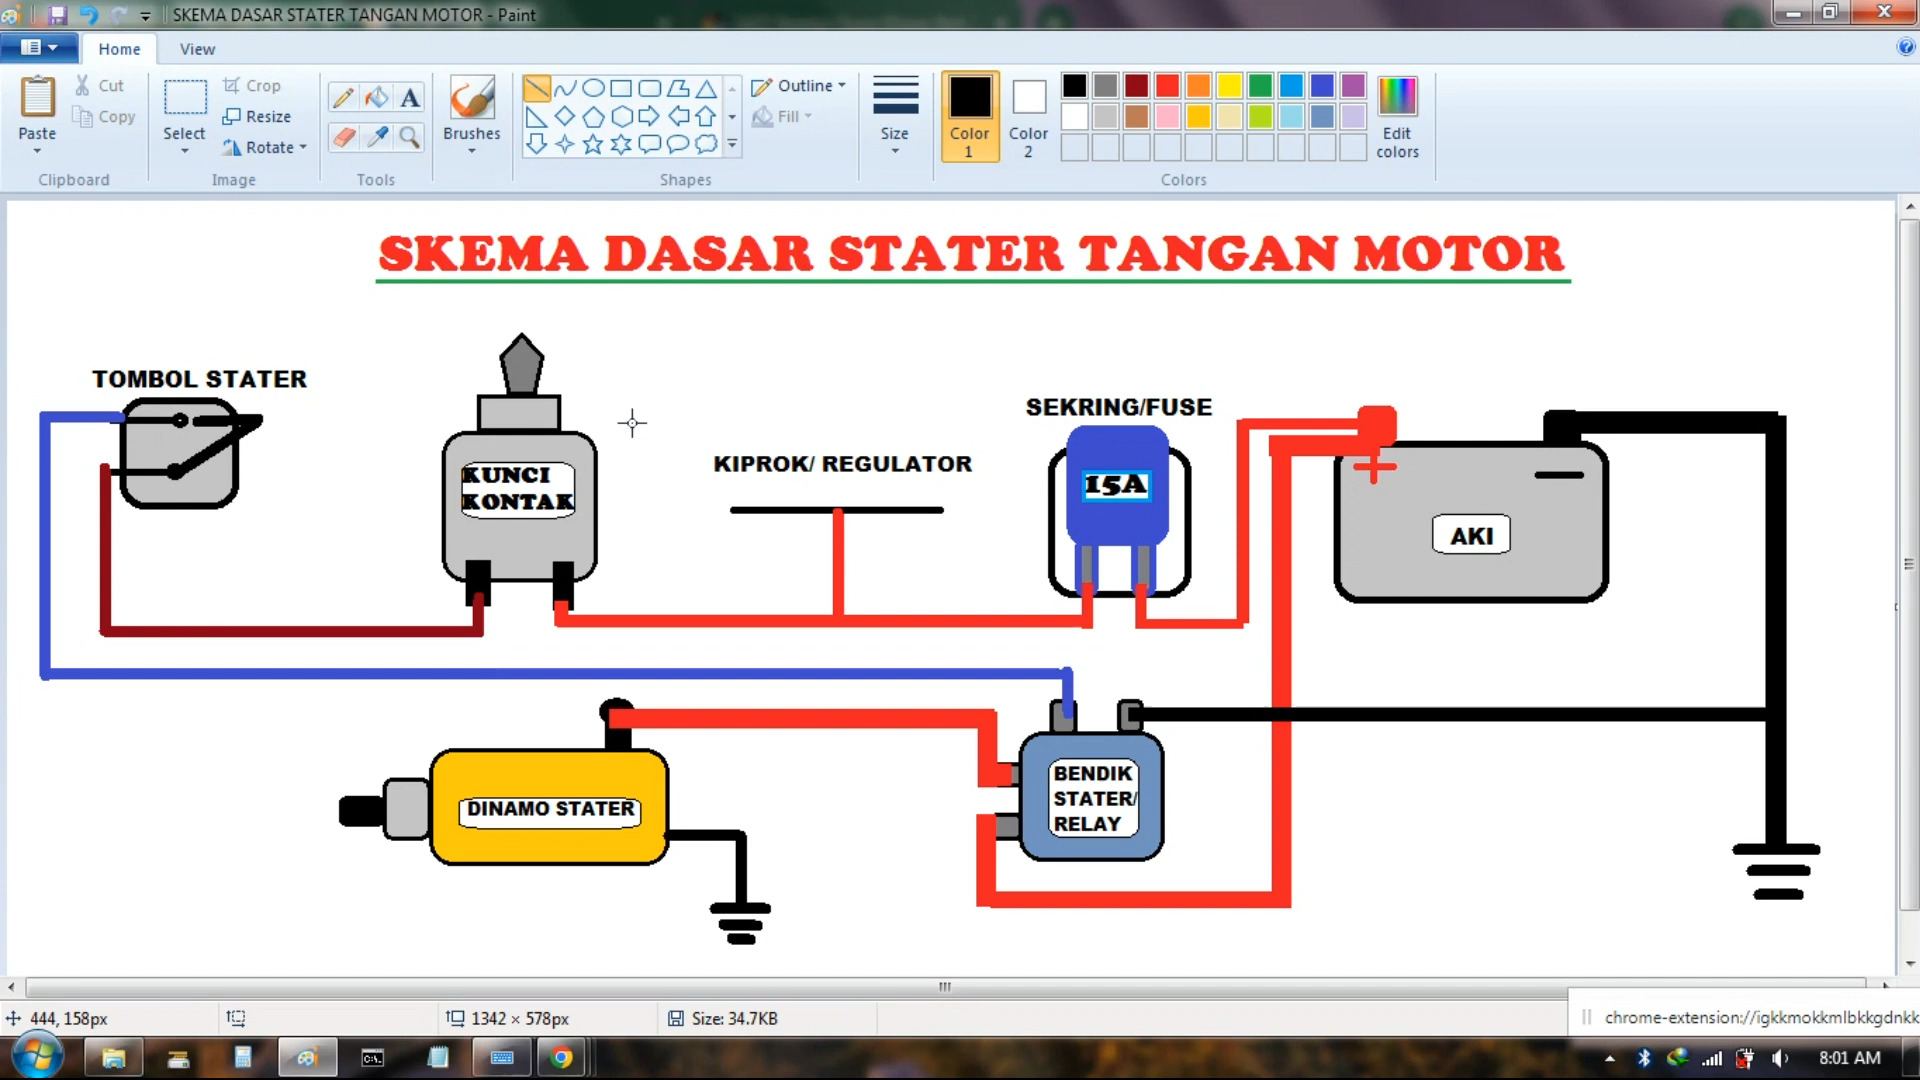 SKEMA DASAR STATER TANGAN MOTOR - Paint
Home
View
Paste
Cut
Copy
Clipboard
Select
Crop
Resize
Rotate
Image
Tools
Brushes
Shapes
Outline
Fill
Size
Color
1
Color
2
Edit
colors
Colors
SKEMA DASAR STATER TANGAN MOTOR
TOMBOL STATER
KUNCI
KONTAK
KIPROK/ REGULATOR
SEKRING/FUSE
15A
AKI
DINAMO STATER
BENDIK
STATER/
RELAY
444, 158px
1342 × 578px
Size: 34.7KB
chrome-extension://igkkmokkmlbkkgdnkk
8:01 AM